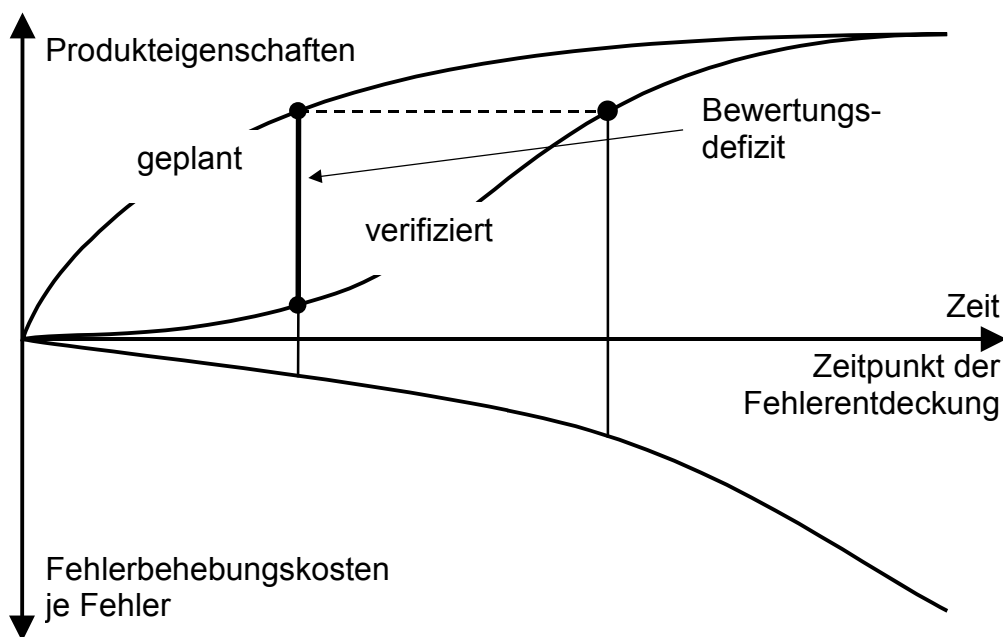 Produkteigenschaften
Bewertungs-
defizit
geplant
verifiziert
Zeit
Zeitpunkt der
Fehlerentdeckung
Fehlerbehebungskosten
je Fehler